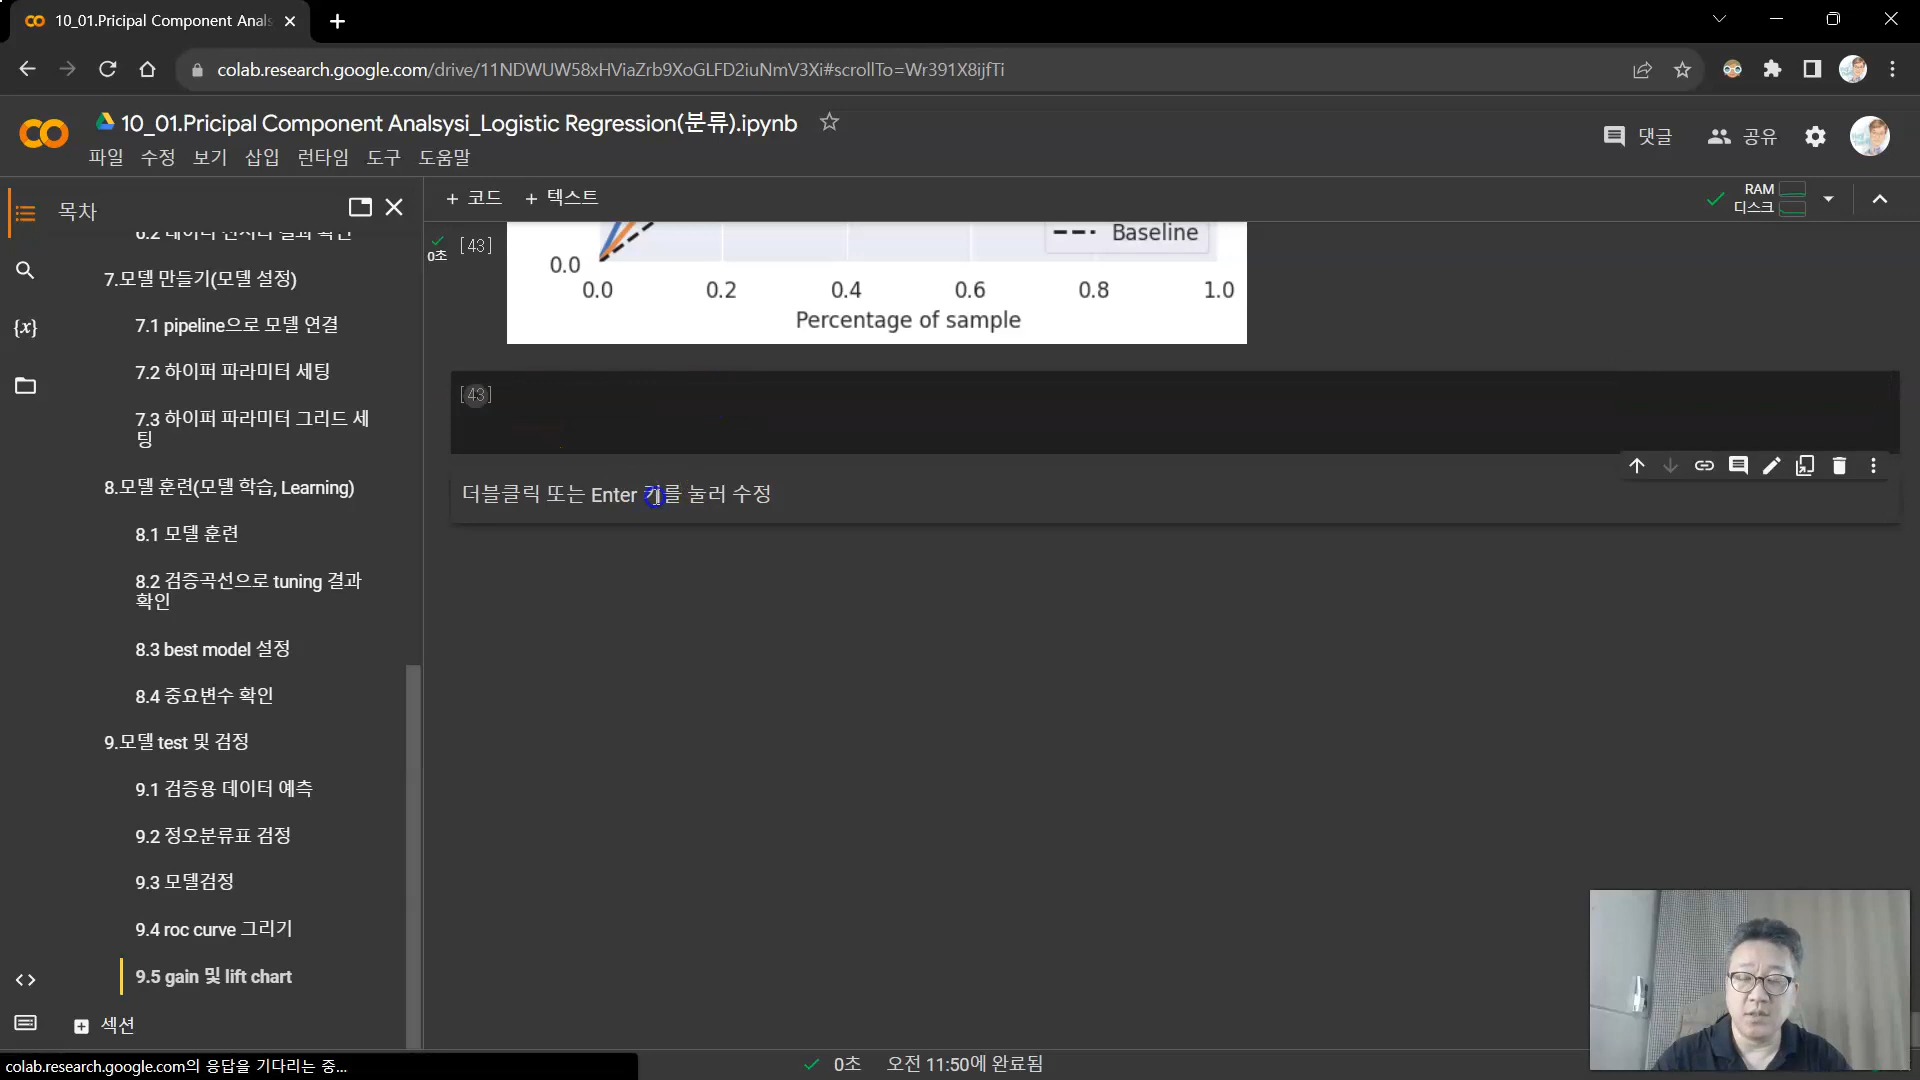 10_01.Pricipal Component Anals
colab.research.google.com/drive/11NDWUW58xHViaZrb9XoGLFD2iuNmV3Xi#scrollTo=Wr391X8ijfTi
10_01.Pricipal Component Analsysi_Logistic Regression(분류).ipynb
댓글
공유
파일 수정 보기 삽입 런타임 도구 도움말
목차
+ 코드 + 텍스트
RAM
디스크
6.2 데이터 전처리 결과 확인
7.모델 만들기(모델 설정)
7.1 pipeline으로 모델 연결
7.2 하이퍼 파라미터 세팅
7.3 하이퍼 파라미터 그리드 세
팅
8.모델 훈련(모델 학습, Learning)
8.1 모델 훈련
8.2 검증곡선으로 tuning 결과
확인
8.3 best model 설정
8.4 중요변수 확인
9.모델 test 및 검정
9.1 검증용 데이터 예측
9.2 정오분류표 검정
9.3 모델검정
9.4 roc curve 그리기
9.5 gain 및 lift chart
섹션
{x}
0초
[43]
Baseline
0.0
0.0 0.2 0.4 0.6 0.8 1.0
Percentage of sample
[43]
더블클릭 또는 Enter 키를 눌러 수정
colab.research.google.com의 응답을 기다리는 중...
0초 오전 11:50에 완료됨